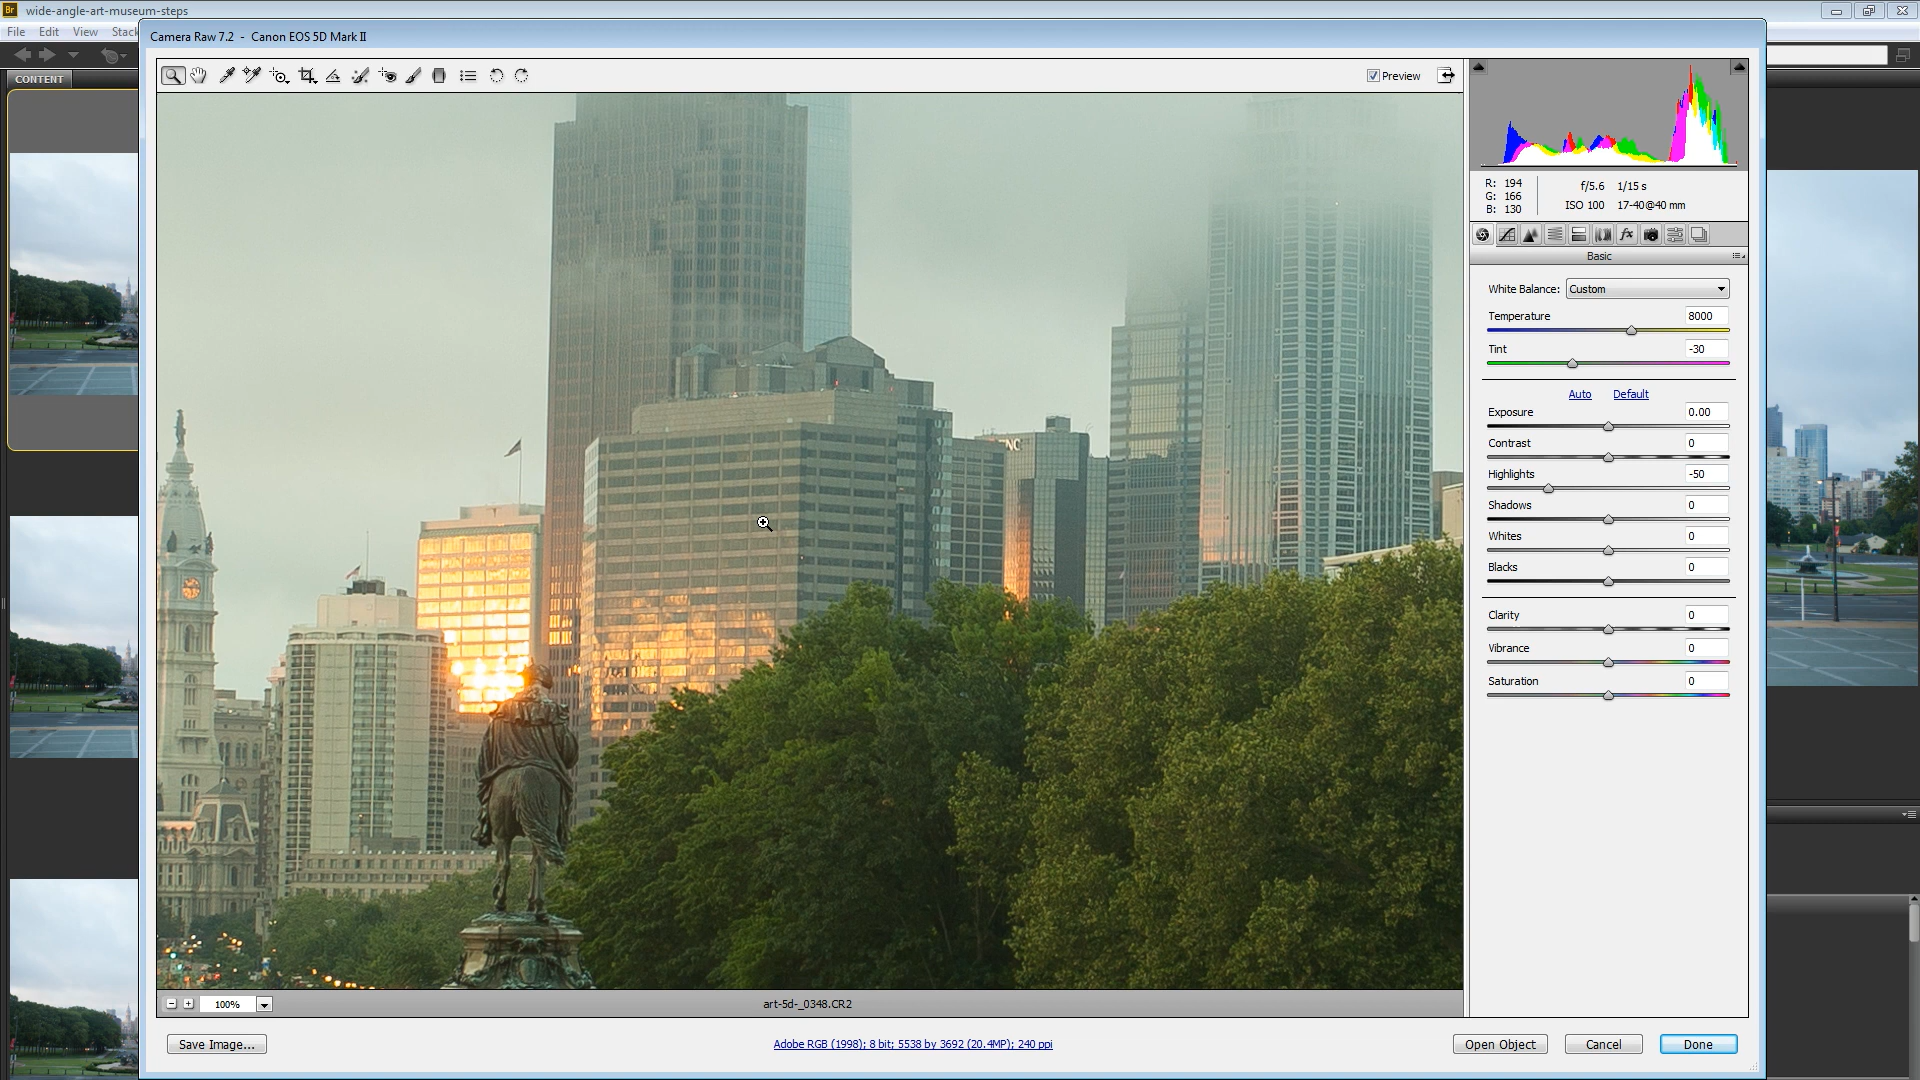 Br wide-angle-art-museum-steps
File Edit View Stack
CONTENT
Camera Raw 7.2 - Canon EOS 5D Mark II
Preview
R: 194
G: 166
B: 130
f/5.6 1/15 s
ISO 100 17-40@40 mm
fx
Basic
White Balance: Custom
Temperature 8000
Tint -30
Auto Default
Exposure 0.00
Contrast 0
Highlights -50
Shadows 0
Whites 0
Blacks 0
Clarity 0
Vibrance 0
Saturation 0
NC
100%
art-5d-_0348.CR2
Save Image...
Adobe RGB (1998); 8 bit; 5538 by 3692 (20.4MP); 240 ppi
Open Object Cancel Done